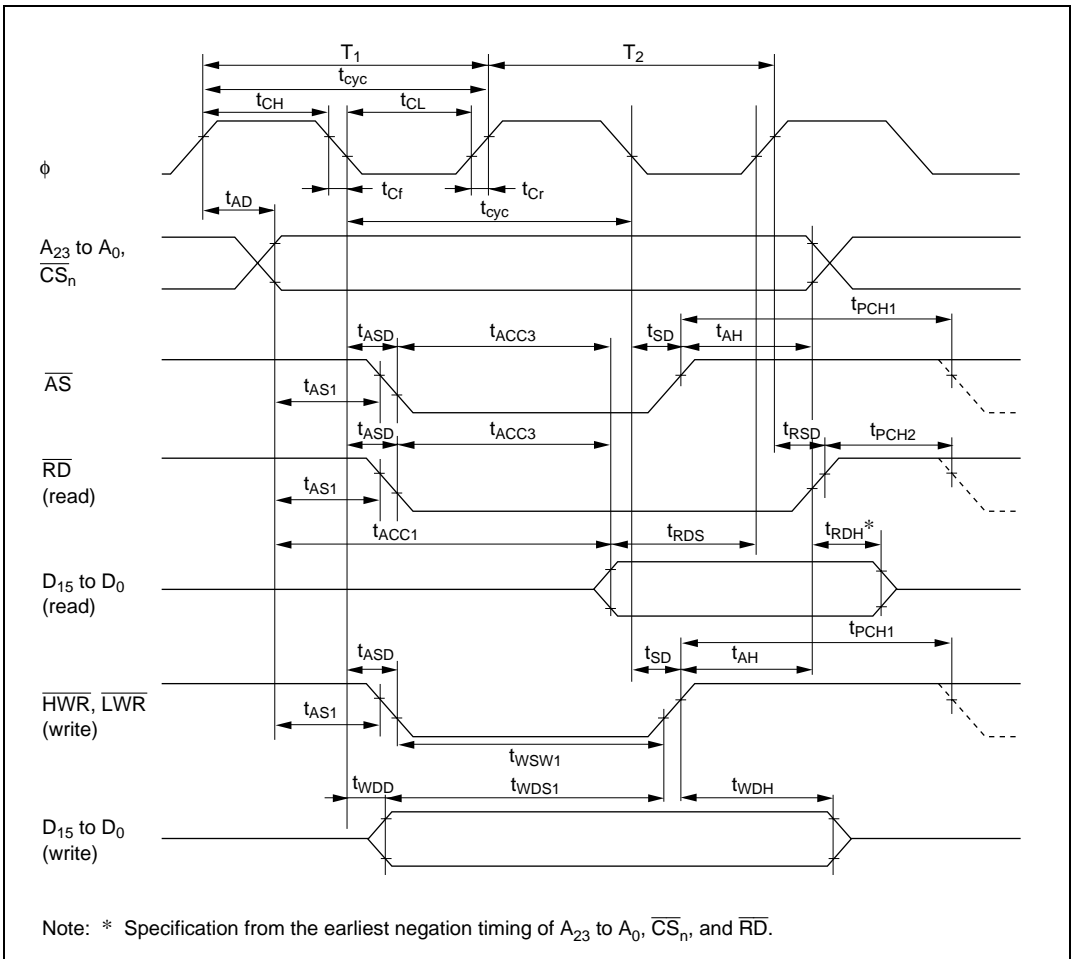 T1 T2
tcyc
tCH tCL
ϕ
tCf tCr
tAD
tcyc
A23 to A0,
CSn
tPCH1
tASD tACC3 tSD tAH
AS
tAS1
tASD tACC3 tRSD tPCH2
RD
(read)
tAS1
tACC1 tRDS tRDH*
D15 to D0
(read)
tPCH1
tASD tSD tAH
HWR, LWR
(write)
tAS1
tWSW1
tWDD tWDS1 tWDH
D15 to D0
(write)
Note: * Specification from the earliest negation timing of A23 to A0, CSn, and RD.